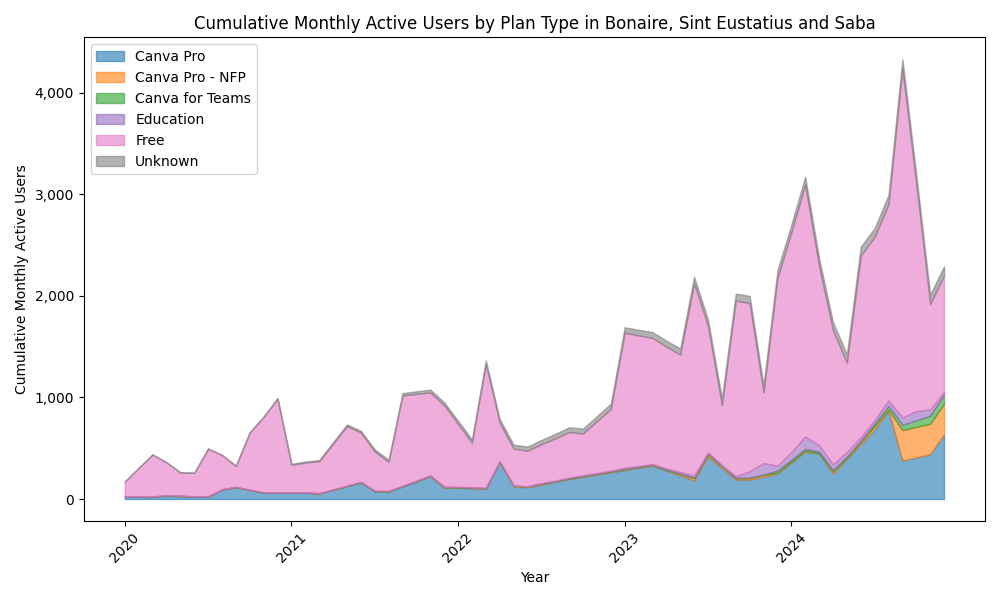 Cumulative Monthly Active Users by Plan Type in Bonaire, Sint Eustatius and Saba
Canva Pro
Canva Pro - NFP
Canva for Teams
Education
Free
Unknown
Cumulative Monthly Active Users
4,000
3,000
2,000
1,000
0
2020
2021
2022
2023
2024
Year